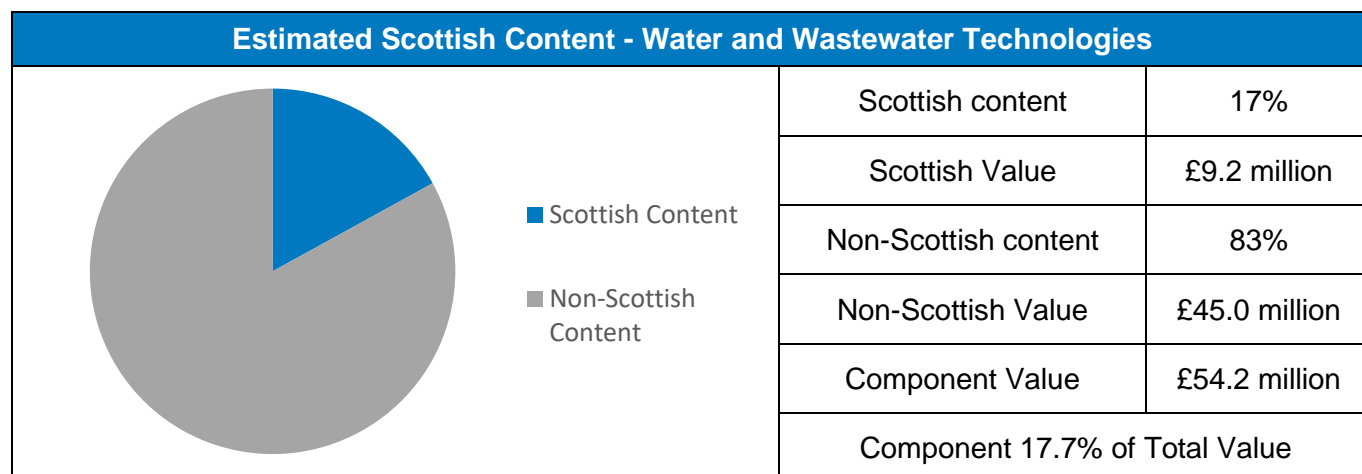 Estimated Scottish Content - Water and Wastewater Technologies
Scottish Content
Non-Scottish
Content
Scottish content 17%
Scottish Value £9.2 million
Non-Scottish content 83%
Non-Scottish Value £45.0 million
Component Value £54.2 million
Component 17.7% of Total Value